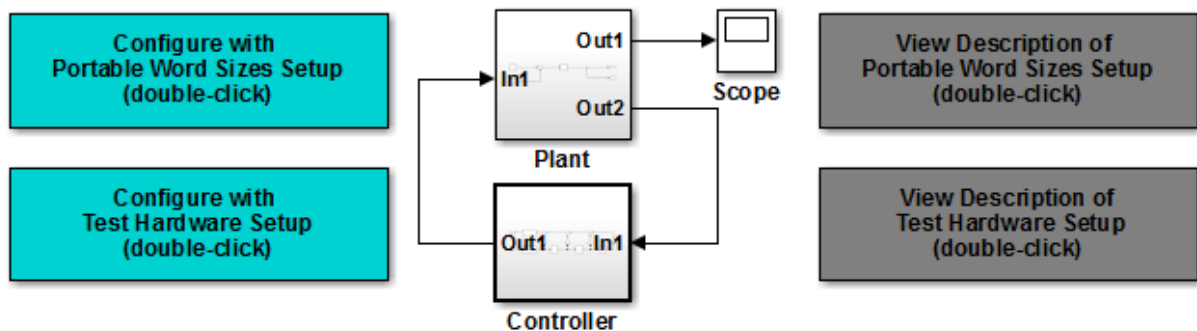 Configure with
Portable Word Sizes Setup
(double-click)
Out1
In1
Out2
Plant
Scope
View Description of
Portable Word Sizes Setup
(double-click)
Configure with
Test Hardware Setup
(double-click)
Out1
In1
Controller
View Description of
Test Hardware Setup
(double-click)